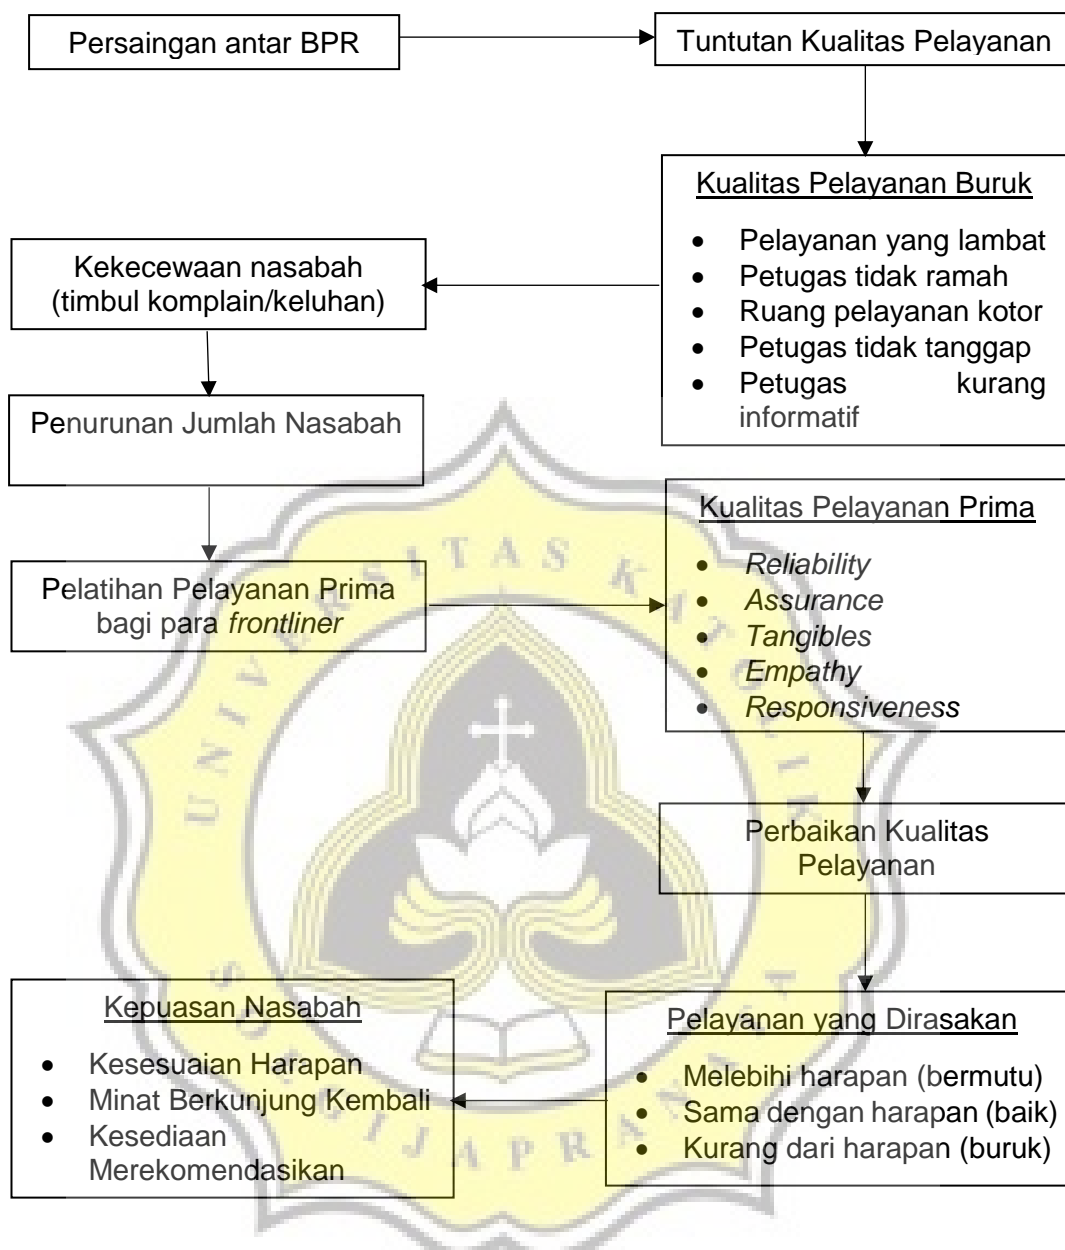 Persaingan antar BPR
Tuntutan Kualitas Pelayanan
Kualitas Pelayanan Buruk
• Pelayanan yang lambat
• Petugas tidak ramah
• Ruang pelayanan kotor
• Petugas tidak tanggap
• Petugas kurang
informatif
Kekecewaan nasabah
(timbul komplain/keluhan)
Penurunan Jumlah Nasabah
Pelatihan Pelayanan Prima
bagi para frontliner
Kualitas Pelayanan Prima
• Reliability
• Assurance
• Tangibles
• Empathy
• Responsiveness
Perbaikan Kualitas
Pelayanan
Pelayanan yang Dirasakan
• Melebihi harapan (bermutu)
• Sama dengan harapan (baik)
• Kurang dari harapan (buruk)
Kepuasan Nasabah
• Kesesuaian Harapan
• Minat Berkunjung Kembali
• Kesediaan
Merekomendasikan
UNIVERSITAS KATOLIK
SOEGIJAPRANATA